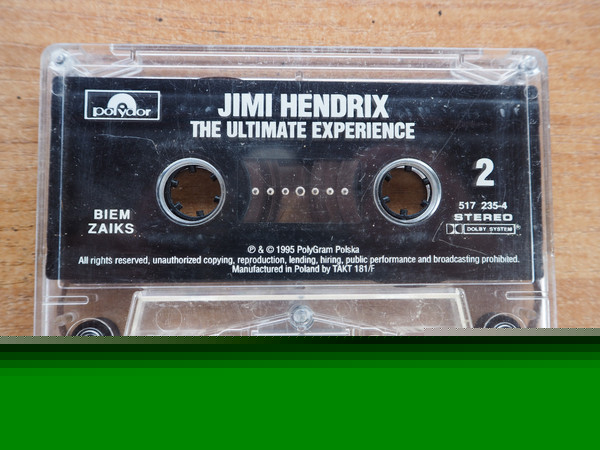 polydor
JIMI HENDRIX
THE ULTIMATE EXPERIENCE
2
517 235-4
STEREO
DOLBY SYSTEM
BIEM
ZAIKS
℗ & © 1995 PolyGram Polska
All rights reserved, unauthorized copying, reproduction, lending, hiring, public performance and broadcasting prohibited.
Manufactured in Poland by TAKT 181/F